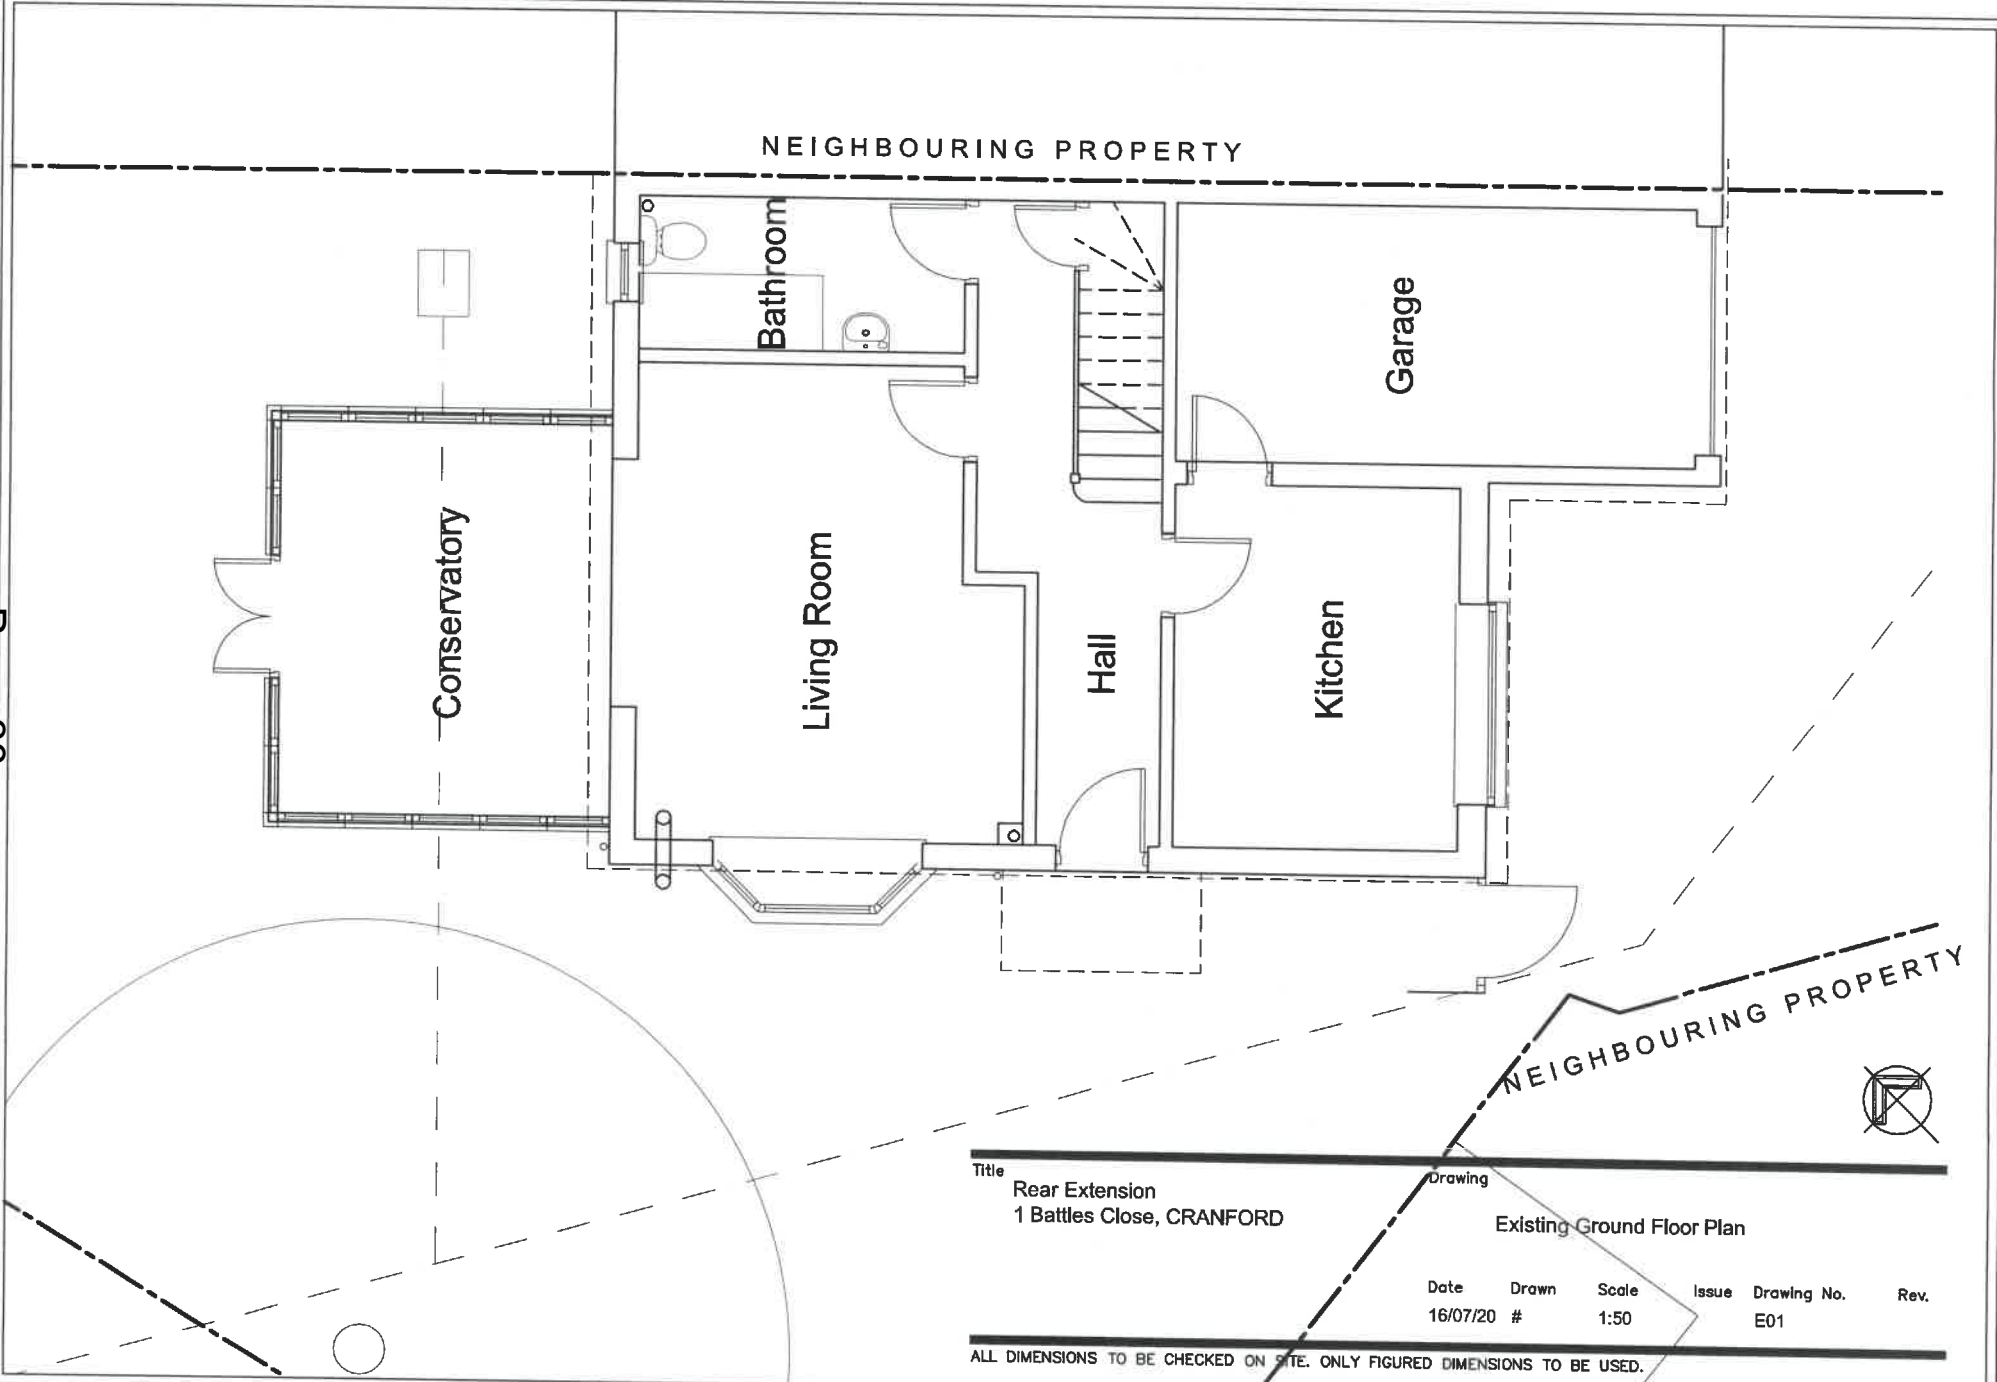 NEIGHBOURING PROPERTY
Bathroom
Garage
Conservatory
Living Room
Hall
Kitchen
NEIGHBOURING PROPERTY
Title
Rear Extension
1 Battles Close, CRANFORD
Drawing
Existing Ground Floor Plan
Date Drawn Scale Issue Drawing No. Rev.
16/07/20 # 1:50 E01
ALL DIMENSIONS TO BE CHECKED ON SITE. ONLY FIGURED DIMENSIONS TO BE USED.